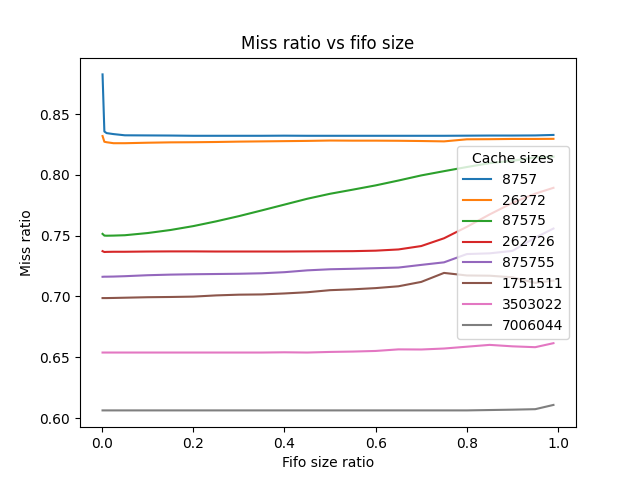 Miss ratio vs fifo size
Miss ratio
0.85
0.80
0.75
0.70
0.65
0.60
Cache sizes
8757
26272
87575
262726
875755
1751511
3503022
7006044
0.0 0.2 0.4 0.6 0.8 1.0
Fifo size ratio